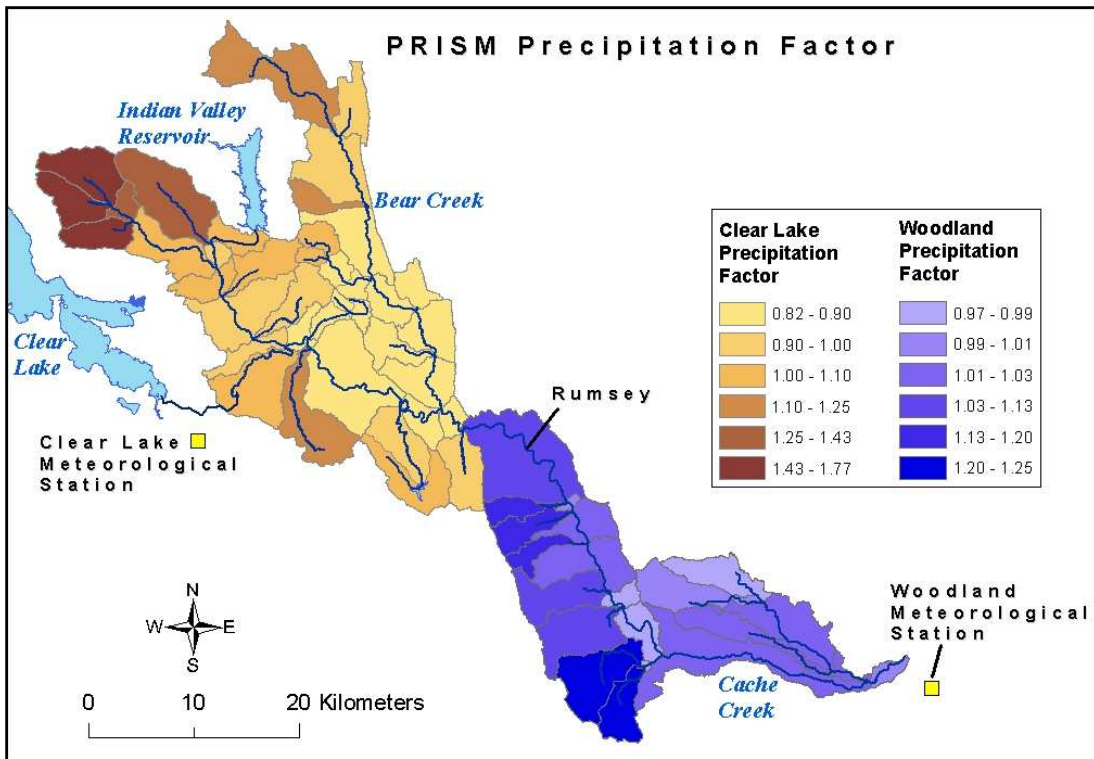 PRISM Precipitation Factor
Indian Valley
Reservoir
Bear Creek
Clear Lake
Precipitation
Factor
0.82 - 0.90
0.90 - 1.00
1.00 - 1.10
1.10 - 1.25
1.25 - 1.43
1.43 - 1.77
Woodland
Precipitation
Factor
0.97 - 0.99
0.99 - 1.01
1.01 - 1.03
1.03 - 1.13
1.13 - 1.20
1.20 - 1.25
Clear
Lake
Rumsey
Clear Lake
Meteorological
Station
Woodland
Meteorological
Station
N
W E
S
Cache
Creek
0 10 20 Kilometers